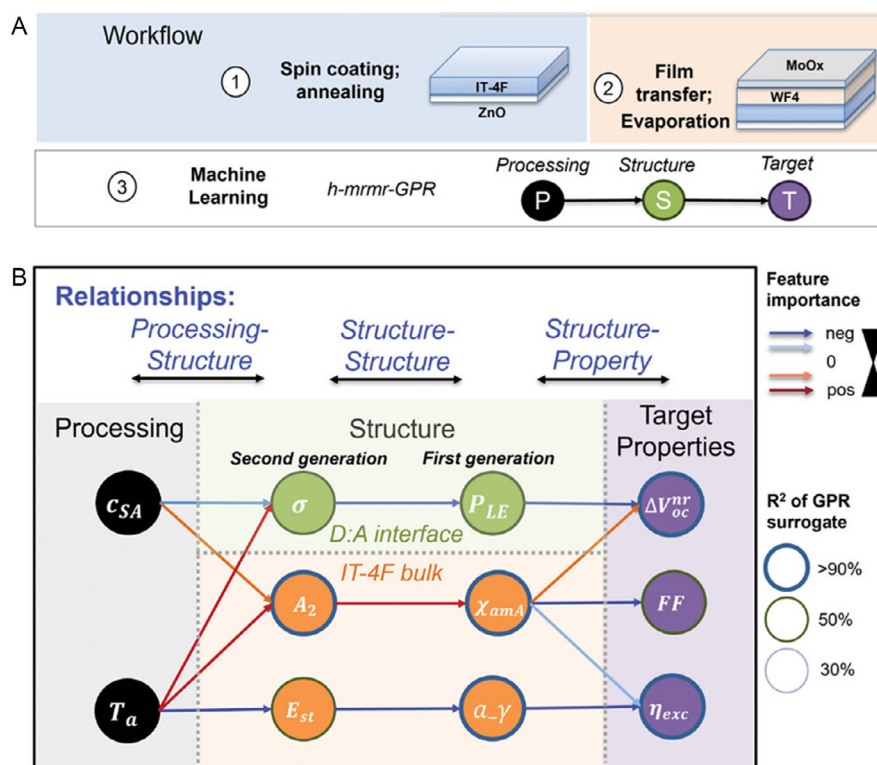 A
Workflow
1
Spin coating;
annealing
IT-4F
ZnO
2
Film
transfer;
Evaporation
MoOx
WF4
3
Machine
Learning
h-mrmr-GPR
Processing
Structure
Target
P
S
T
B
Relationships:
Processing-
Structure
Structure-
Structure
Structure-
Property
Feature
importance
neg
0
pos
Processing
Structure
Target
Properties
Second generation
First generation
c_SA
σ
P_LE
ΔV_oc^nr
D:A interface
IT-4F bulk
A_2
χ_amA
FF
T_a
E_st
a_γ
η_exc
R² of GPR
surrogate
>90%
50%
30%